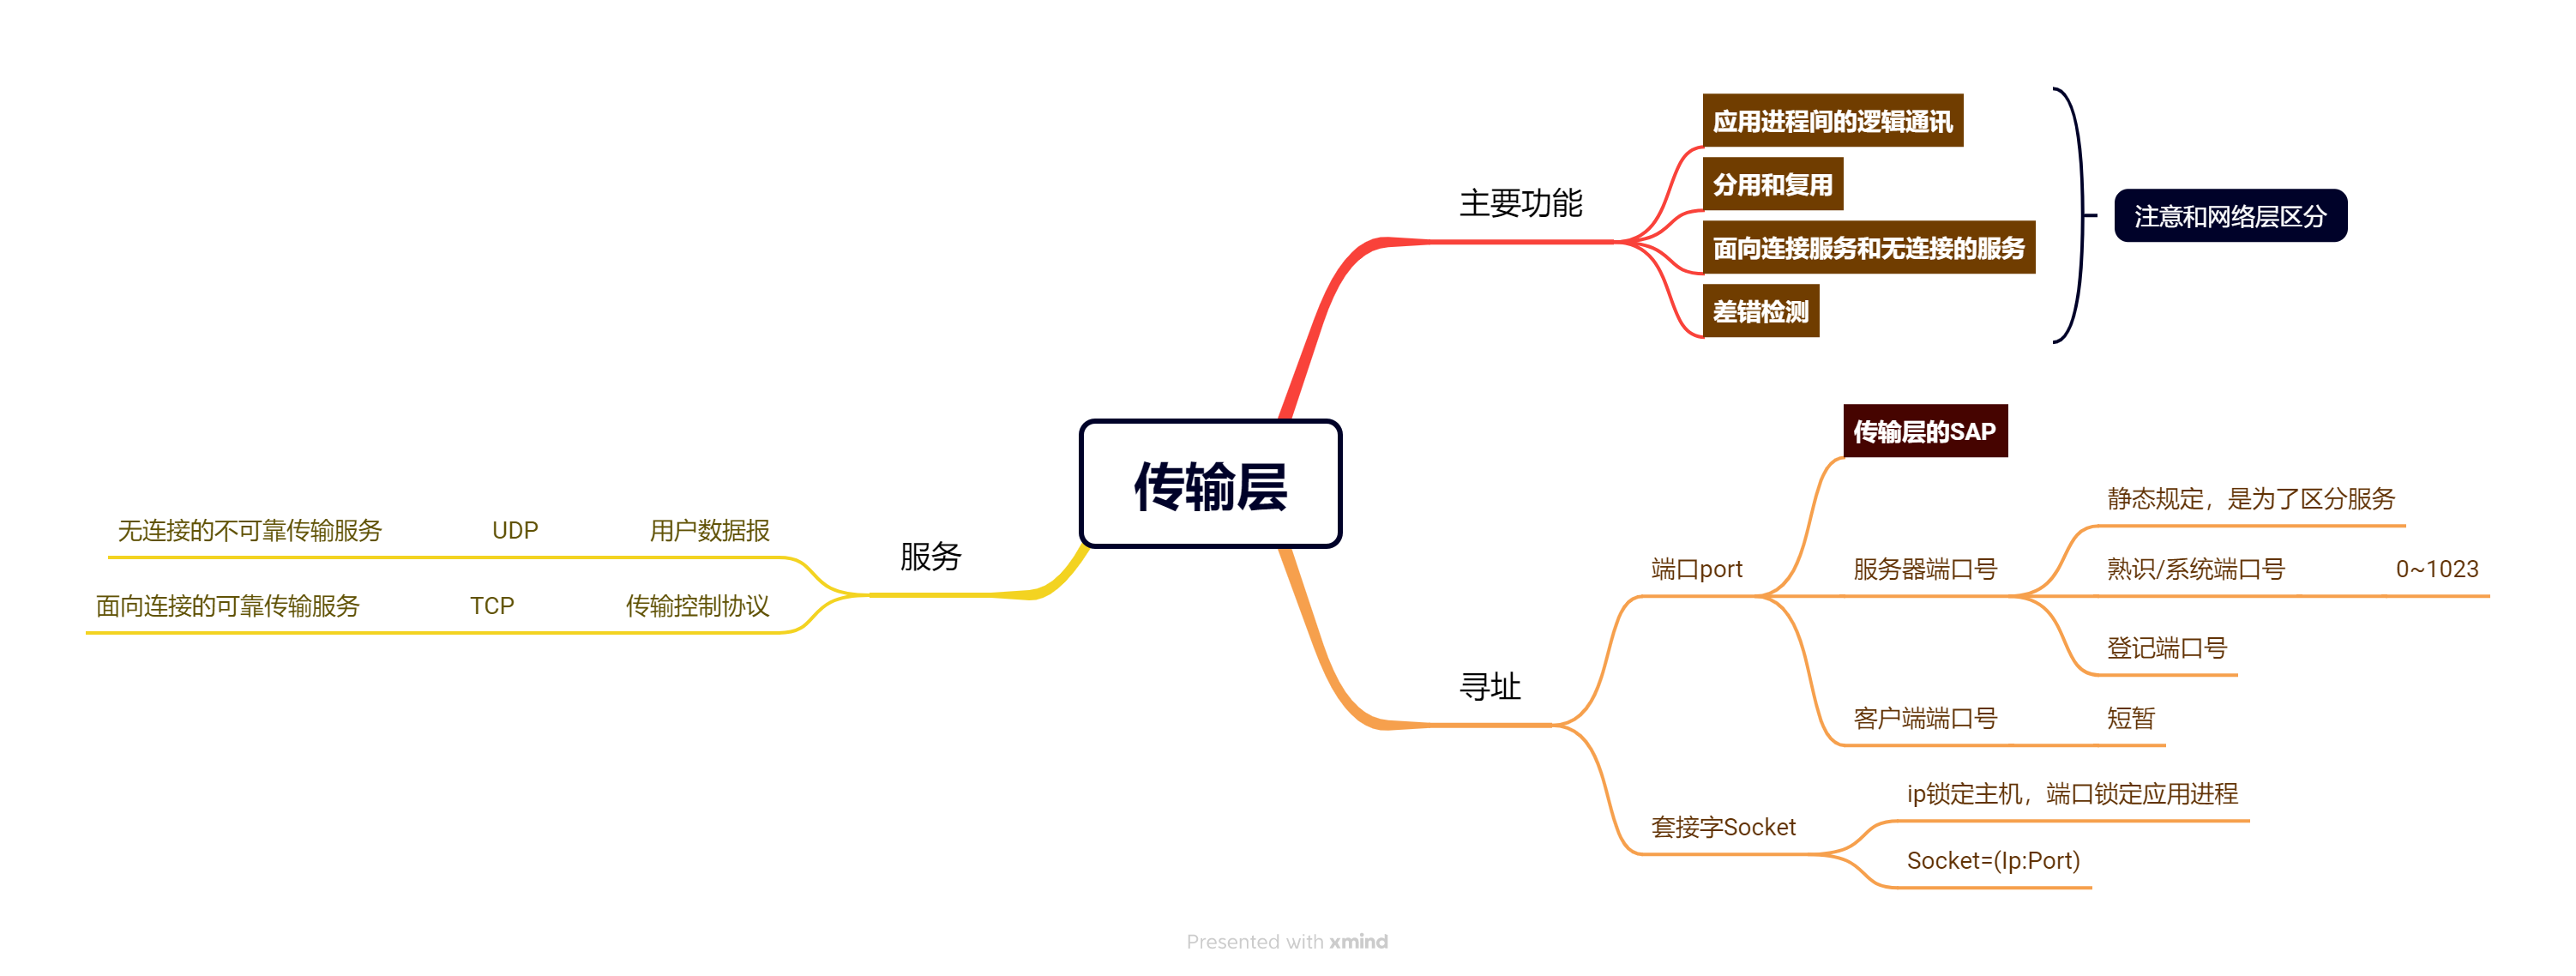 传输层
主要功能
应用进程间的逻辑通讯
分用和复用
面向连接服务和无连接的服务
差错检测
注意和网络层区分
寻址
端口port
传输层的SAP
服务器端口号
静态规定，是为了区分服务
熟识/系统端口号
0~1023
登记端口号
客户端端口号
短暂
套接字Socket
ip锁定主机，端口锁定应用进程
Socket=(Ip:Port)
服务
用户数据报
UDP
无连接的不可靠传输服务
传输控制协议
TCP
面向连接的可靠传输服务
Presented with xmind